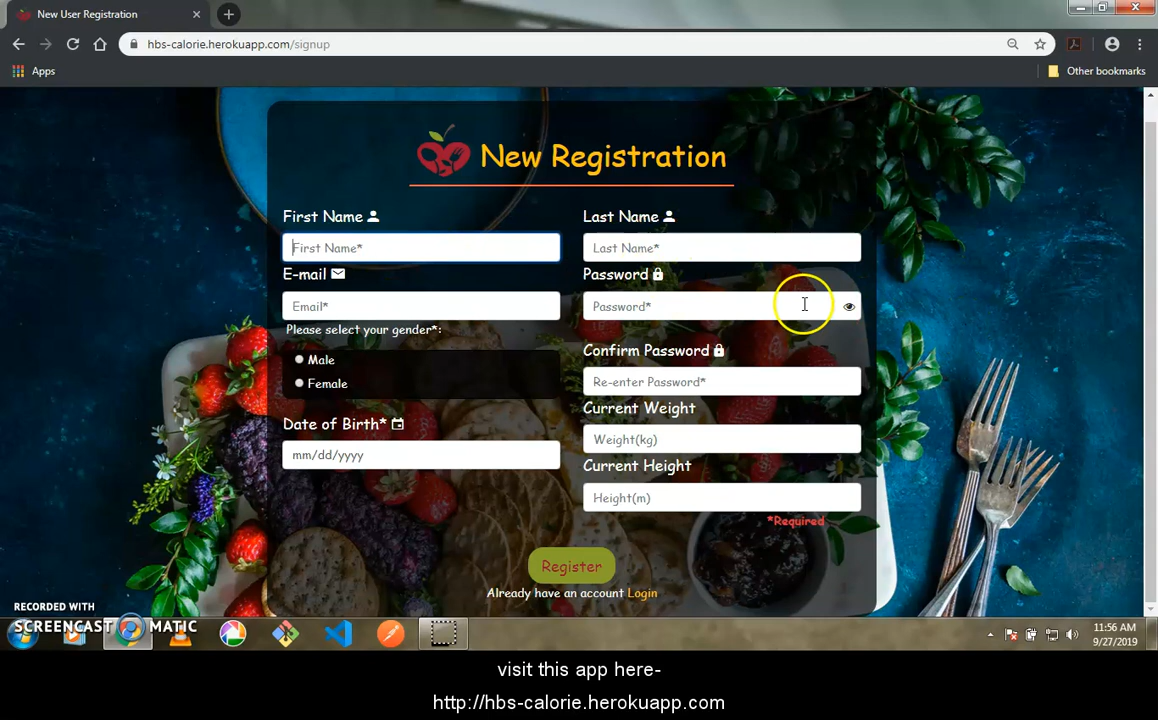 New User Registration
hbs-calorie.herokuapp.com/signup
Apps
Other bookmarks
New Registration
First Name
Last Name
First Name*
Last Name*
E-mail
Password
Email*
Password*
Please select your gender*:
Male
Female
Confirm Password
Re-enter Password*
Date of Birth*
Current Weight
mm/dd/yyyy
Weight(kg)
Current Height
Height(m)
*Required
Register
Already have an account Login
RECORDED WITH
SCREENCAST MATIC
11:56 AM
9/27/2019
visit this app here-
http://hbs-calorie.herokuapp.com